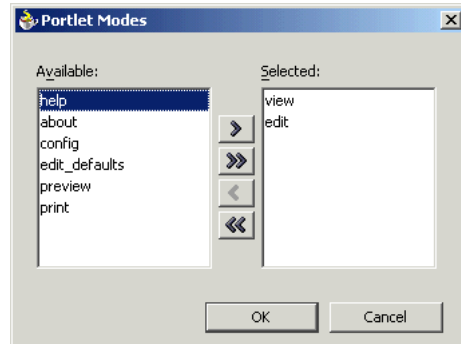 Portlet Modes
Available:
Selected:
help
about
config
edit_defaults
preview
print
view
edit
OK
Cancel